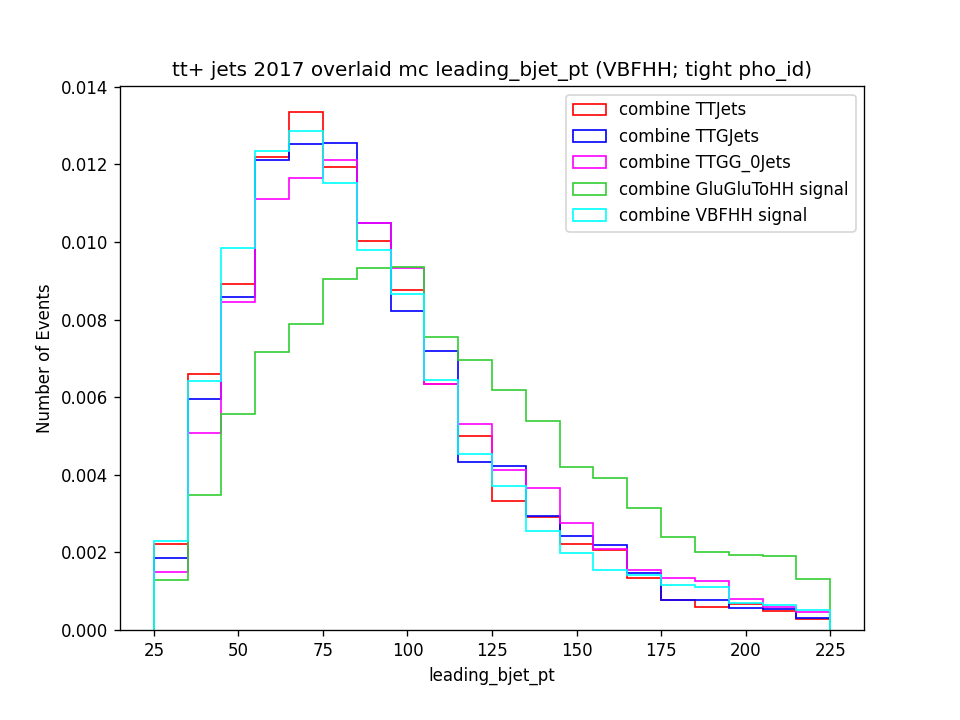 tt+ jets 2017 overlaid mc leading_bjet_pt (VBFHH; tight pho_id)
combine TTJets
combine TTGJets
combine TTGG_0Jets
combine GluGluToHH signal
combine VBFHH signal
Number of Events
0.014
0.012
0.010
0.008
0.006
0.004
0.002
0.000
25 50 75 100 125 150 175 200 225
leading_bjet_pt